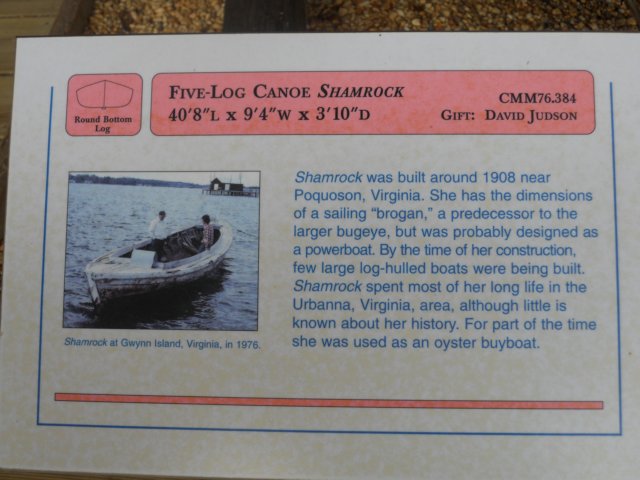 Round Bottom
Log
FIVE-LOG CANOE SHAMROCK
40'8"L x 9'4"W x 3'10"D
CMM76.384
GIFT: DAVID JUDSON
Shamrock was built around 1908 near
Poquoson, Virginia. She has the dimensions
of a sailing "brogan," a predecessor to the
larger bugeye, but was probably designed as
a powerboat. By the time of her construction,
few large log-hulled boats were being built.
Shamrock spent most of her long life in the
Urbanna, Virginia, area, although little is
known about her history. For part of the time
she was used as an oyster buyboat.
Shamrock at Gwynn Island, Virginia, in 1976.